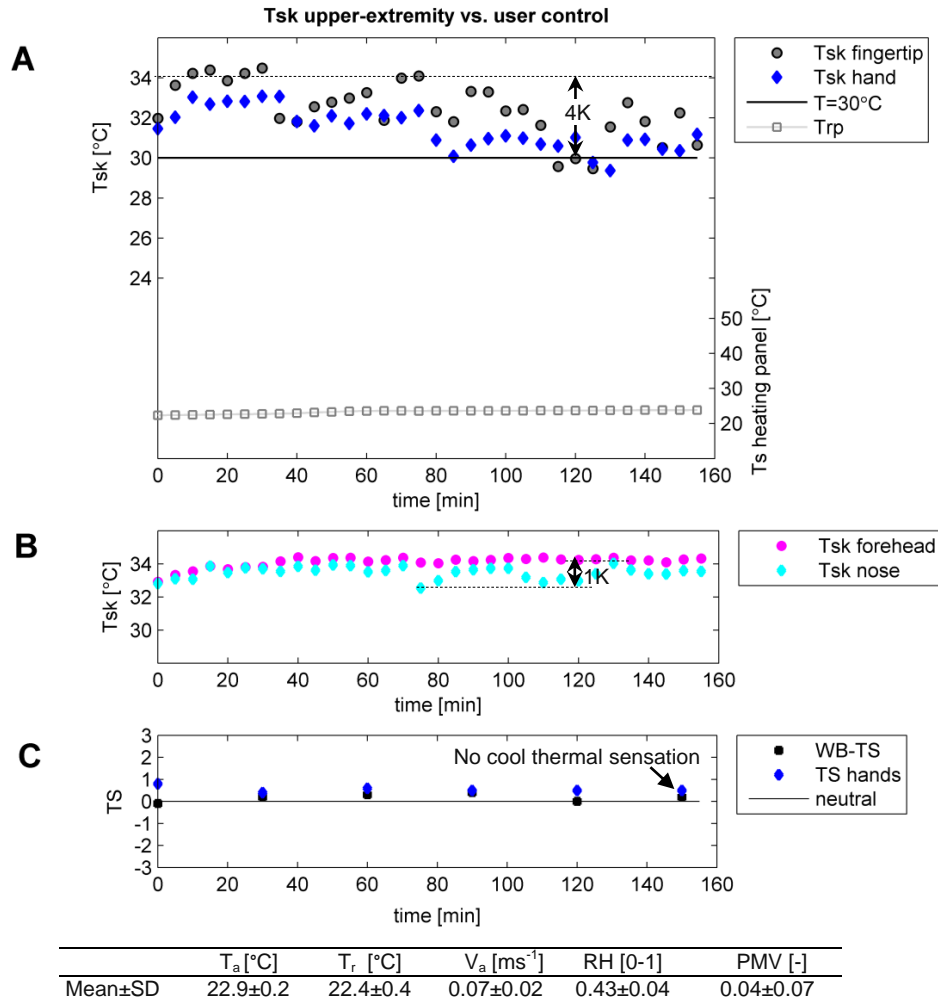 Tsk upper-extremity vs. user control
A
Tsk [°C]
34
32
30
28
26
24
4K
50
40
30
20
Ts heating panel [°C]
0 20 40 60 80 100 120 140 160
time [min]
Tsk fingertip
Tsk hand
T=30°C
Trp
B
Tsk [°C]
34
32
30
1K
0 20 40 60 80 100 120 140 160
time [min]
Tsk forehead
Tsk nose
C
TS
3
2
1
0
-1
-2
-3
No cool thermal sensation
0 20 40 60 80 100 120 140 160
time [min]
WB-TS
TS hands
neutral
Ta [°C] Tr [°C] Va [ms-1] RH [0-1] PMV [-]
Mean±SD 22.9±0.2 22.4±0.4 0.07±0.02 0.43±0.04 0.04±0.07